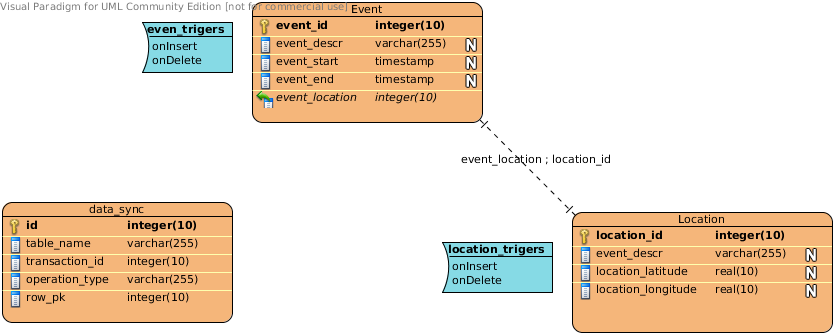 Visual Paradigm for UML Community Edition [not for commercial use]
Event
event_id integer(10)
event_descr varchar(255) N
event_start timestamp N
event_end timestamp N
event_location integer(10)
even_trigers
onInsert
onDelete
event_location ; location_id
data_sync
id integer(10)
table_name varchar(255)
transaction_id integer(10)
operation_type varchar(255)
row_pk integer(10)
location_trigers
onInsert
onDelete
Location
location_id integer(10)
event_descr varchar(255) N
location_latitude real(10) N
location_longitude real(10) N